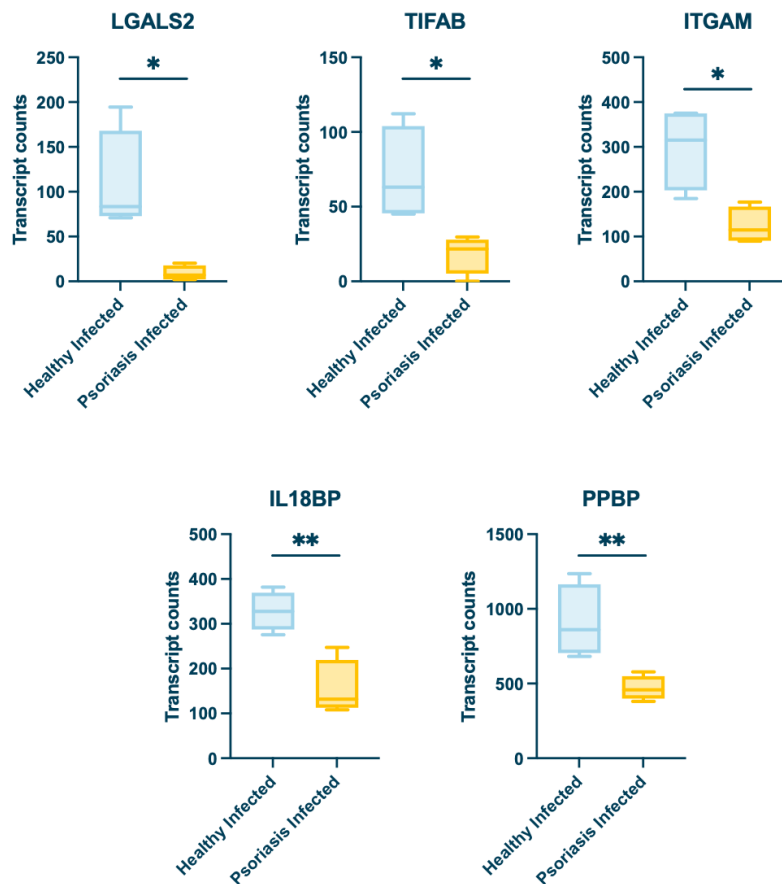 LGALS2
Transcript counts
250
200
150
100
50
0
*
Healthy Infected
Psoriasis Infected
TIFAB
Transcript counts
150
100
50
0
*
Healthy Infected
Psoriasis Infected
ITGAM
Transcript counts
500
400
300
200
100
0
*
Healthy Infected
Psoriasis Infected
IL18BP
Transcript counts
500
400
300
200
100
0
**
Healthy Infected
Psoriasis Infected
PPBP
Transcript counts
1500
1000
500
0
**
Healthy Infected
Psoriasis Infected